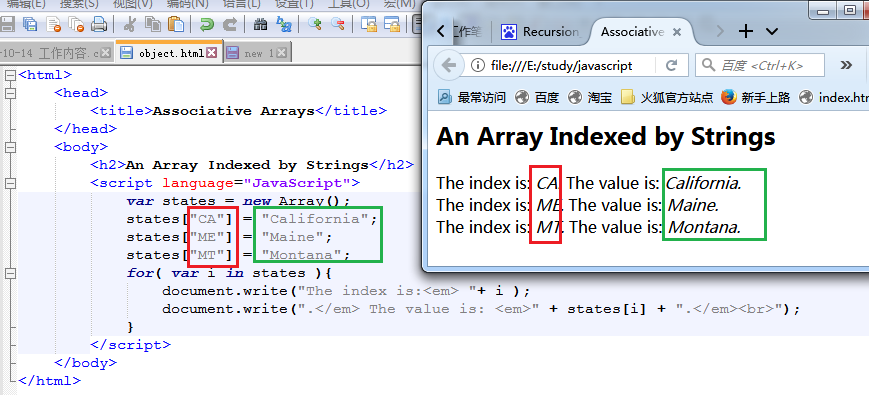 编辑(E) 搜索(S) 视图(V) 编码(N) 语言(L) 设置(T) 工具(O) 宏(M)
-10-14 工作内容.c
object.html
new 1
<html>
<head>
<title>Associative Arrays</title>
</head>
<body>
<h2>An Array Indexed by Strings</h2>
<script language="JavaScript">
var states = new Array();
states["CA"] = "California";
states["ME"] = "Maine";
states["MT"] = "Montana";
for( var i in states ){
document.write("The index is:<em> "+ i );
document.write(".</em> The value is: <em>" + states[i] + ".</em><br>");
}
</script>
</body>
</html>
工作笔
Recursion
Associative
file:///E:/study/javascript
百度 <Ctrl+K>
最常访问 百度 淘宝 火狐官方站点 新手上路 index.ht
An Array Indexed by Strings
The index is: CA. The value is: California.
The index is: ME. The value is: Maine.
The index is: MT. The value is: Montana.